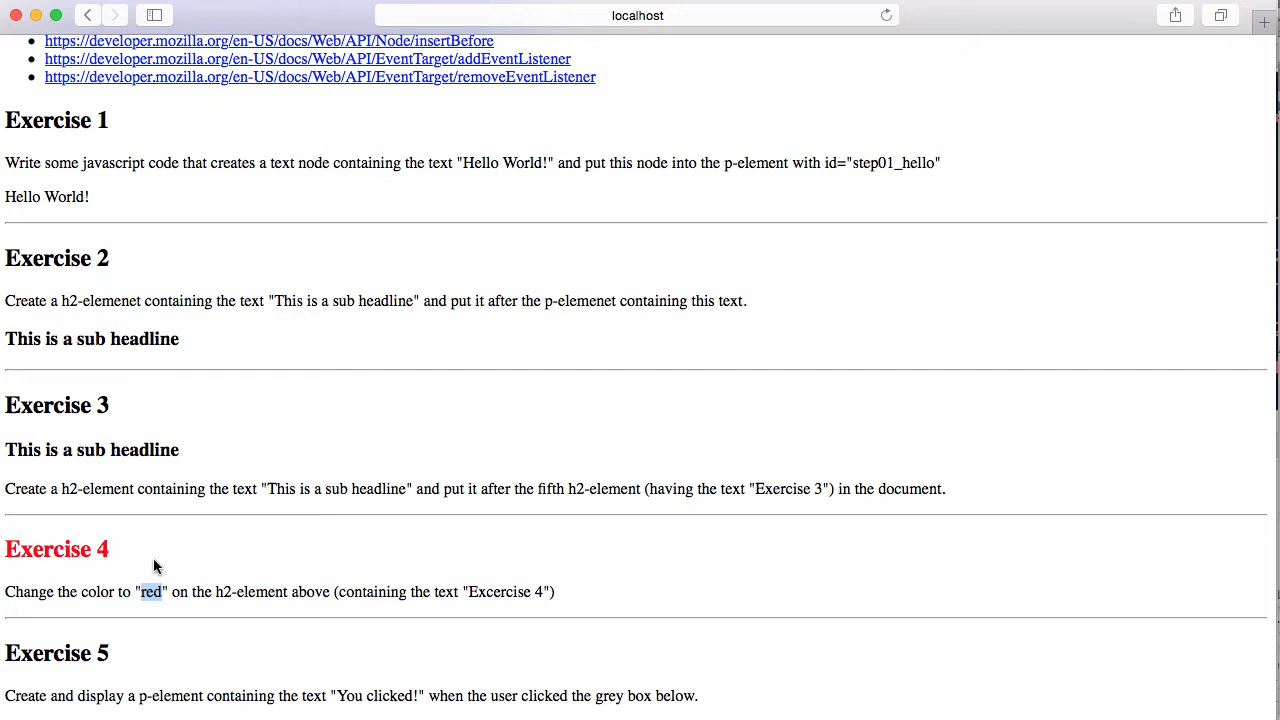 localhost
https://developer.mozilla.org/en-US/docs/Web/API/Node/insertBefore
https://developer.mozilla.org/en-US/docs/Web/API/EventTarget/addEventListener
https://developer.mozilla.org/en-US/docs/Web/API/EventTarget/removeEventListener
Exercise 1
Write some javascript code that creates a text node containing the text "Hello World!" and put this node into the p-element with id="step01_hello"
Hello World!
Exercise 2
Create a h2-elemenet containing the text "This is a sub headline" and put it after the p-elemenet containing this text.
This is a sub headline
Exercise 3
This is a sub headline
Create a h2-element containing the text "This is a sub headline" and put it after the fifth h2-element (having the text "Exercise 3") in the document.
Exercise 4
Change the color to "red" on the h2-element above (containing the text "Excercise 4")
Exercise 5
Create and display a p-element containing the text "You clicked!" when the user clicked the grey box below.